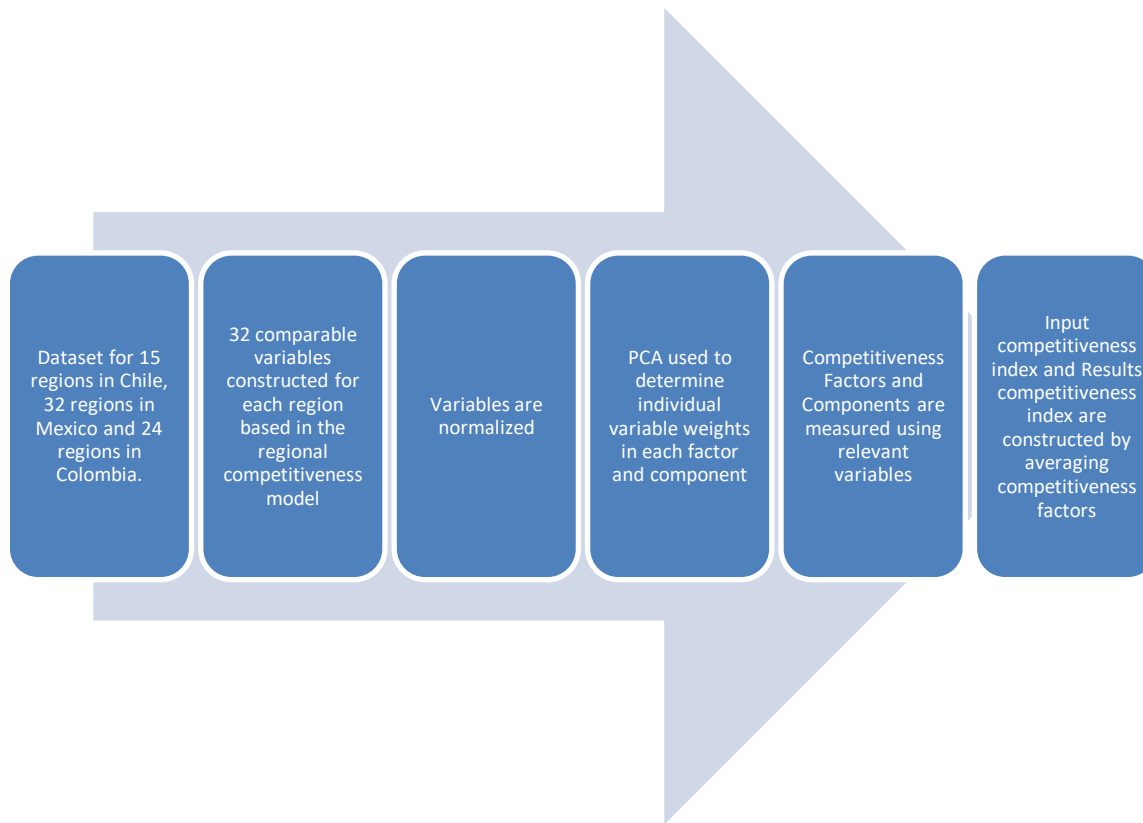 Dataset for 15
regions in Chile,
32 regions in
Mexico and 24
regions in
Colombia.
32 comparable
variables
constructed for
each region
based in the
regional
competitiveness
model
Variables are
normalized
PCA used to
determine
individual
variable weights
in each factor
and component
Competitiveness
Factors and
Components are
measured using
relevant
variables
Input
competitiveness
index and Results
competitiveness
index are
constructed by
averaging
competitiveness
factors